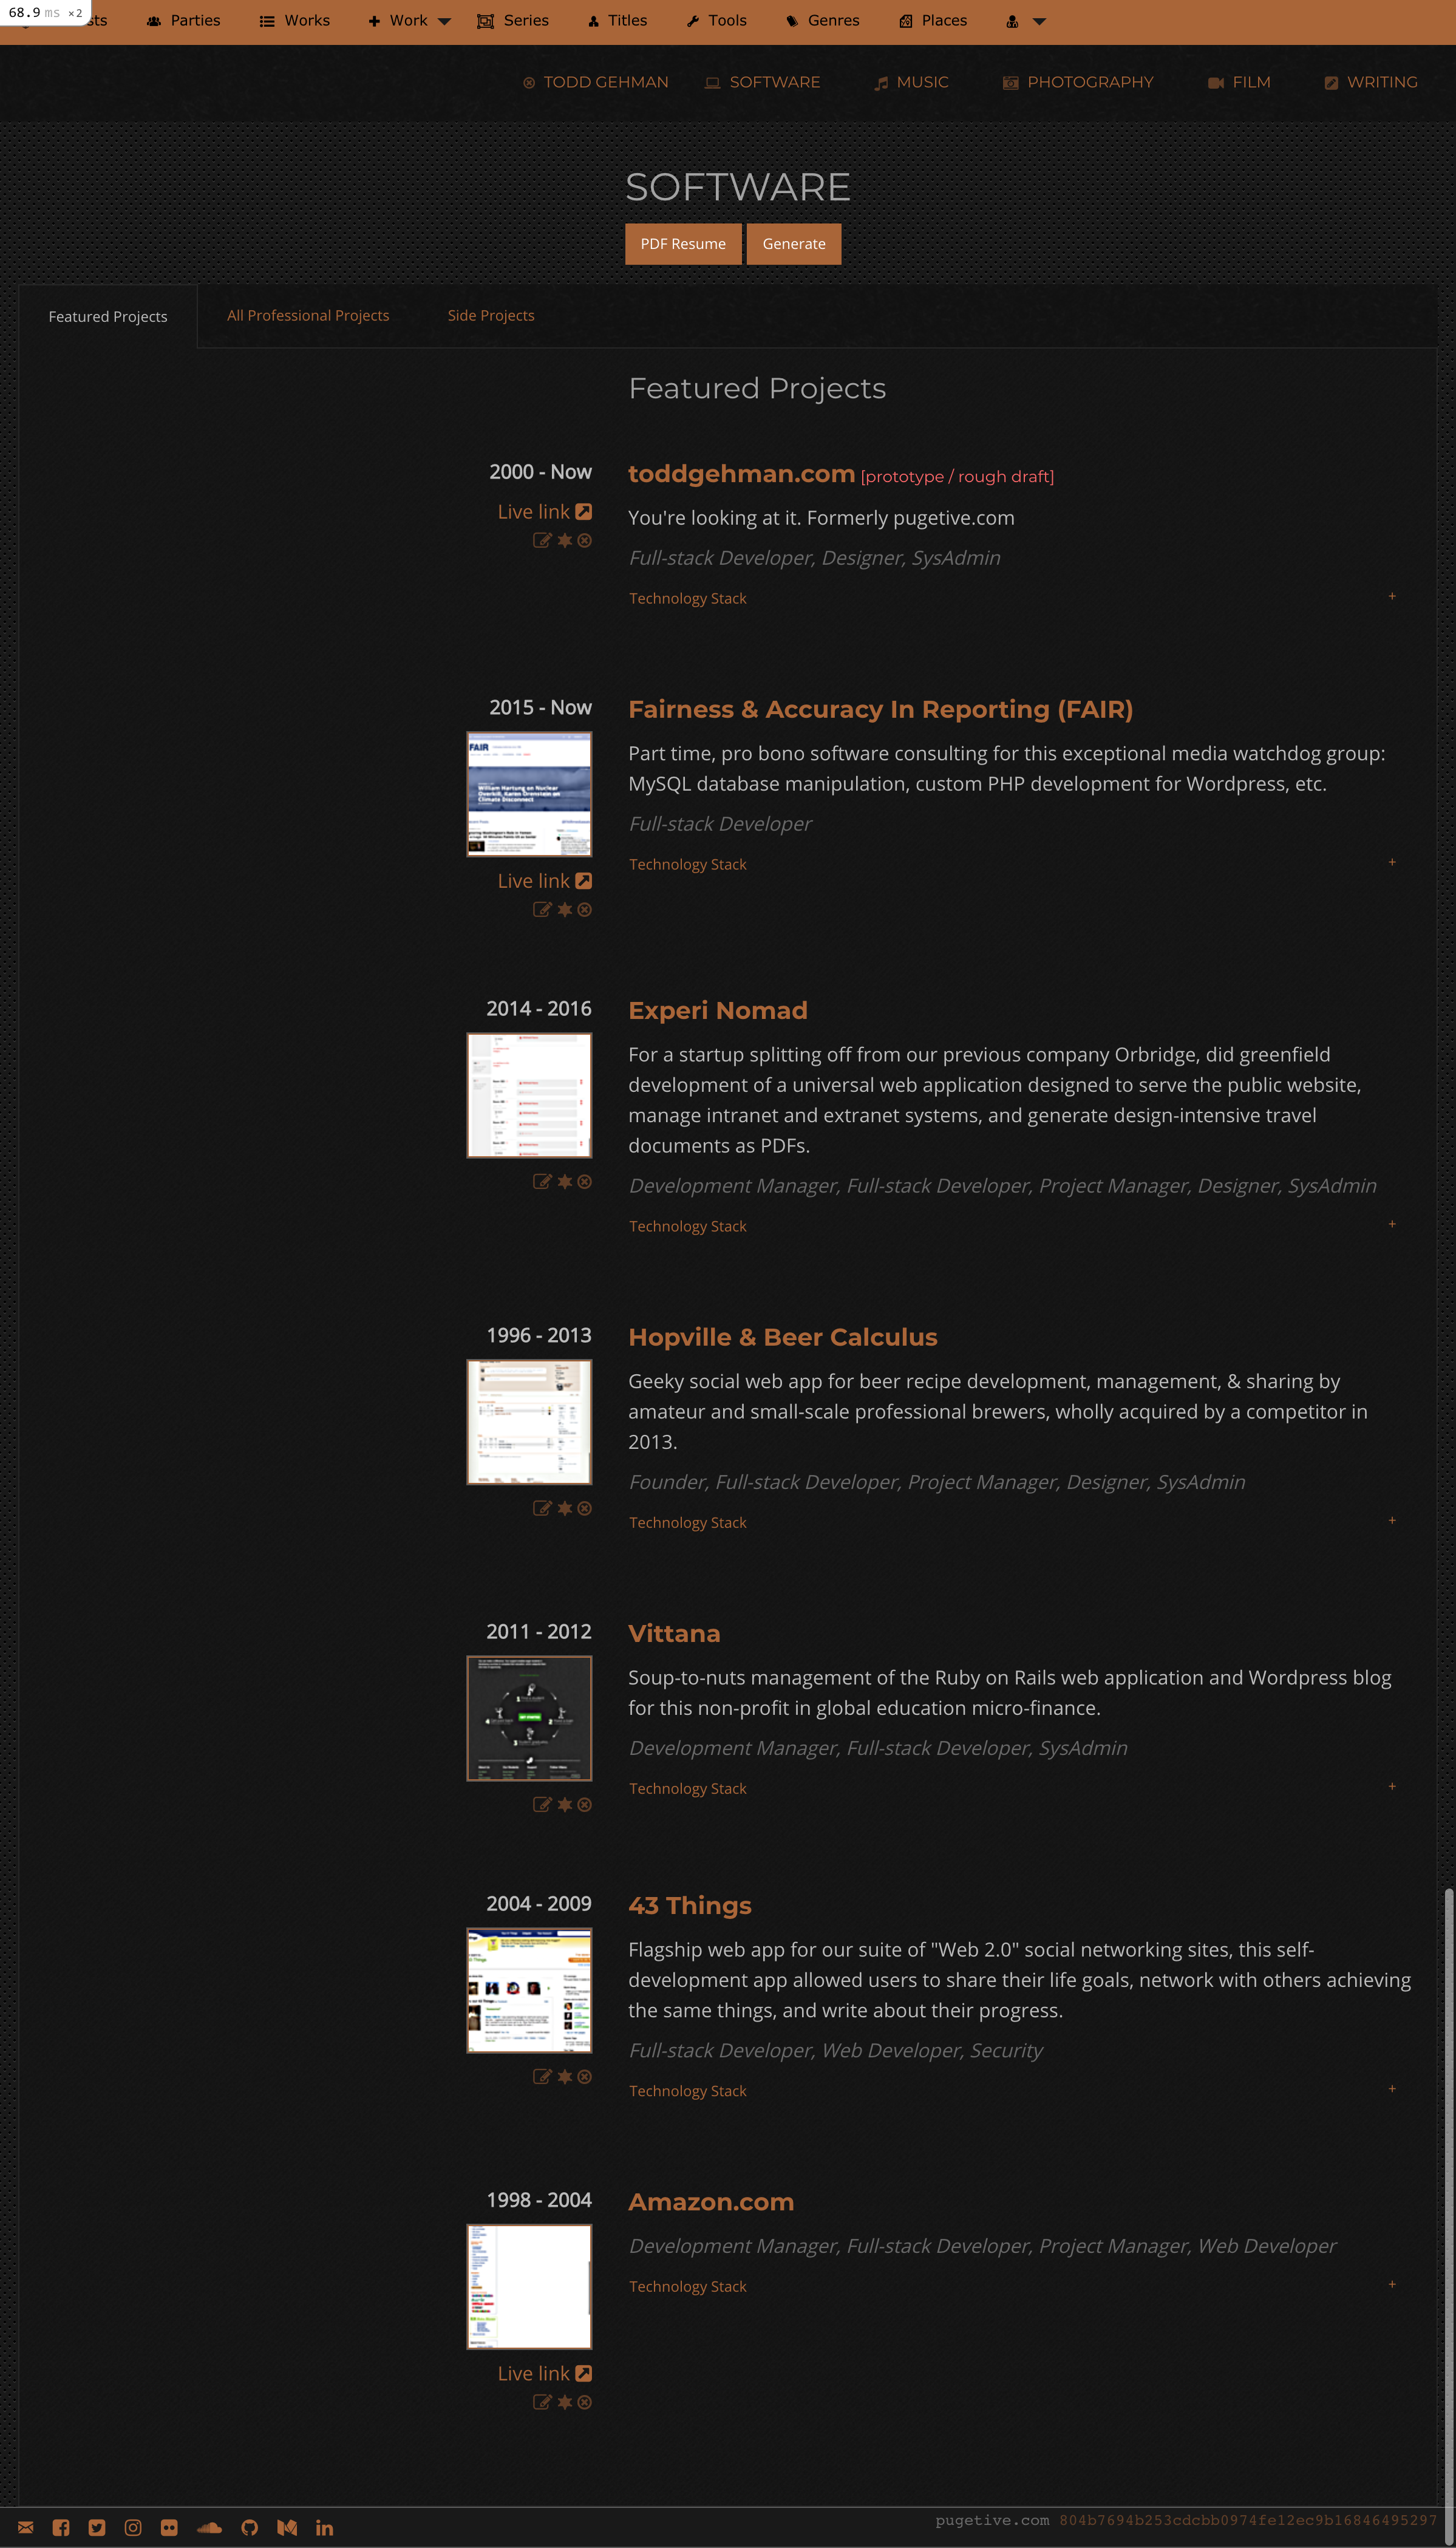 68.9 ms ×2
sts Parties Works Work Series Titles Tools Genres Places
TODD GEHMAN SOFTWARE MUSIC PHOTOGRAPHY FILM WRITING
SOFTWARE
PDF Resume Generate
Featured Projects All Professional Projects Side Projects
Featured Projects
2000 - Now
toddgehman.com [prototype / rough draft]
Live link
You're looking at it. Formerly pugetive.com
Full-stack Developer, Designer, SysAdmin
Technology Stack +
2015 - Now
Fairness & Accuracy In Reporting (FAIR)
FAIR
William Hartung on Nuclear
Overkill, Karen Orenstein on
Climate Disconnect
Part time, pro bono software consulting for this exceptional media watchdog group:
MySQL database manipulation, custom PHP development for Wordpress, etc.
Full-stack Developer
Technology Stack +
Live link
2014 - 2016
Experi Nomad
For a startup splitting off from our previous company Orbridge, did greenfield
development of a universal web application designed to serve the public website,
manage intranet and extranet systems, and generate design-intensive travel
documents as PDFs.
Development Manager, Full-stack Developer, Project Manager, Designer, SysAdmin
Technology Stack +
1996 - 2013
Hopville & Beer Calculus
Geeky social web app for beer recipe development, management, & sharing by
amateur and small-scale professional brewers, wholly acquired by a competitor in
2013.
Founder, Full-stack Developer, Project Manager, Designer, SysAdmin
Technology Stack +
2011 - 2012
Vittana
Soup-to-nuts management of the Ruby on Rails web application and Wordpress blog
for this non-profit in global education micro-finance.
Development Manager, Full-stack Developer, SysAdmin
Technology Stack +
2004 - 2009
43 Things
Flagship web app for our suite of "Web 2.0" social networking sites, this self-
development app allowed users to share their life goals, network with others achieving
the same things, and write about their progress.
Full-stack Developer, Web Developer, Security
Technology Stack +
1998 - 2004
Amazon.com
Development Manager, Full-stack Developer, Project Manager, Web Developer
Technology Stack +
Live link
pugetive.com 804b7694b253cdcbb0974fe12ec9b16846495297